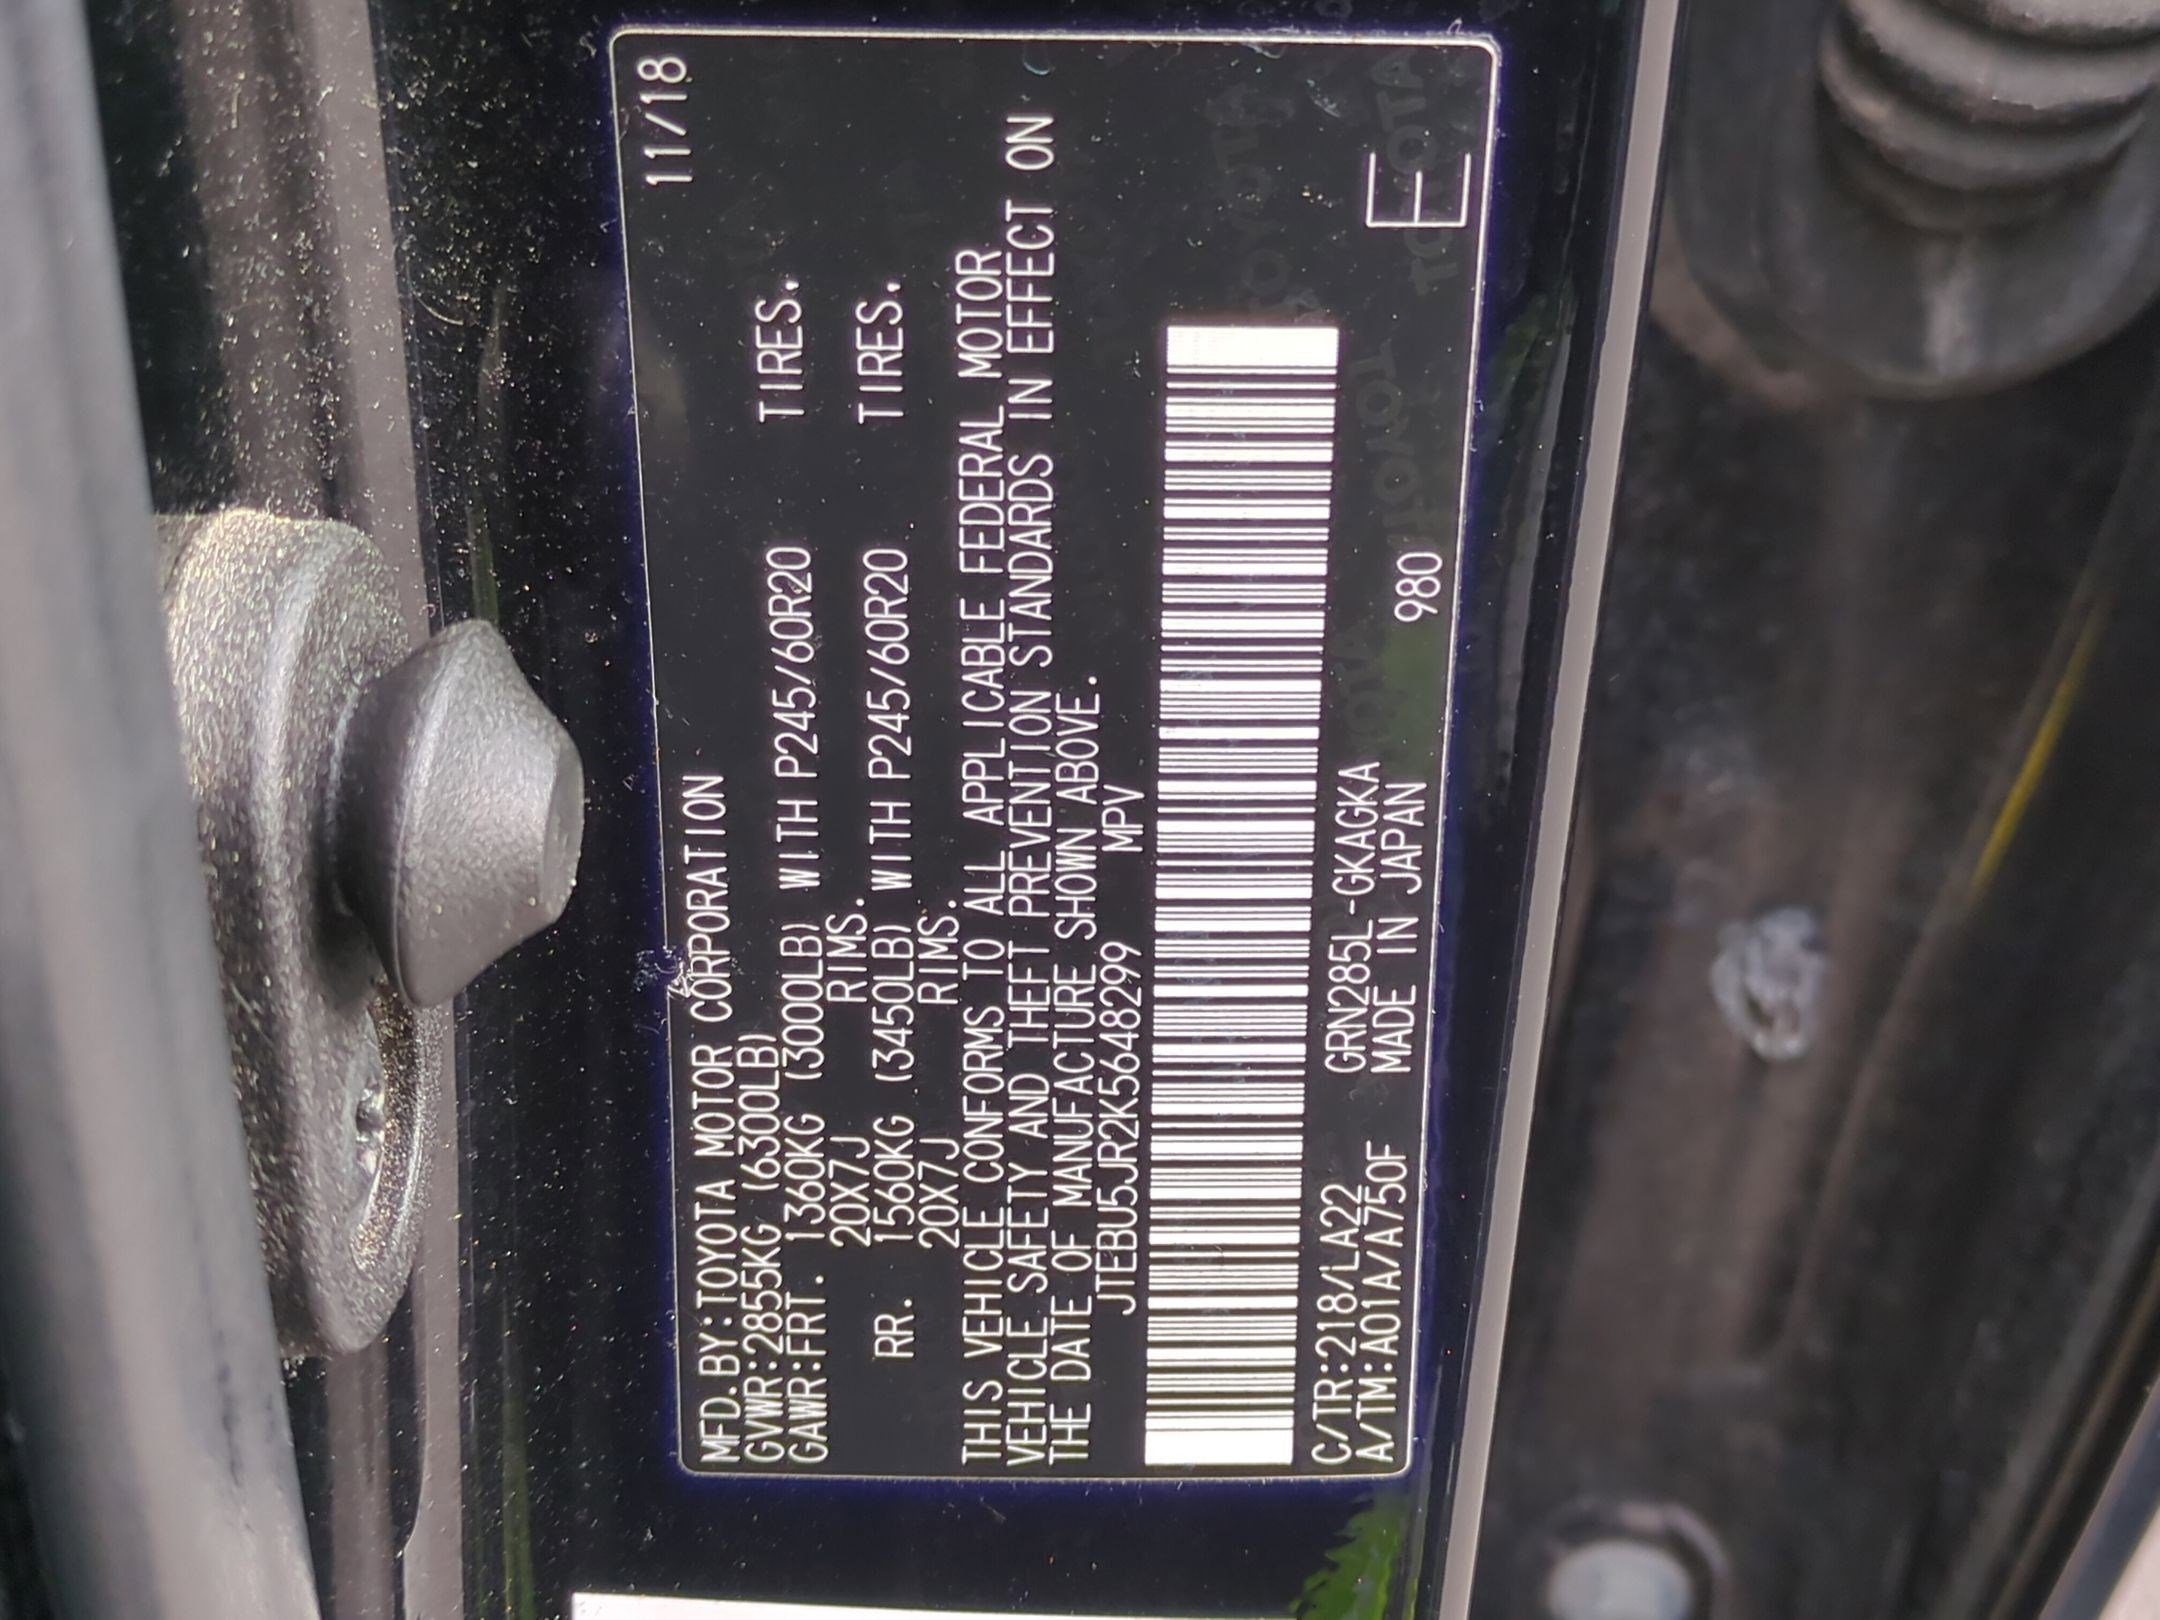 MFD.BY:TOYOTA MOTOR CORPORATION 11/18
GVWR:2855KG (6300LB)
GAWR:FRT. 1360KG (3000LB) WITH P245/60R20 TIRES.
20X7J RIMS.
RR. 1560KG (3450LB) WITH P245/60R20 TIRES.
20X7J RIMS.
THIS VEHICLE CONFORMS TO ALL APPLICABLE FEDERAL MOTOR
VEHICLE SAFETY AND THEFT PREVENTION STANDARDS IN EFFECT ON
THE DATE OF MANUFACTURE SHOWN ABOVE.
JTEBU5JR2K5648299 MPV
C/TR:218/LA22 GRN285L-GKAGKA
A/TM:A01A/A750F MADE IN JAPAN 980
E
TOYOTA
TOYOTA
TOYOTA